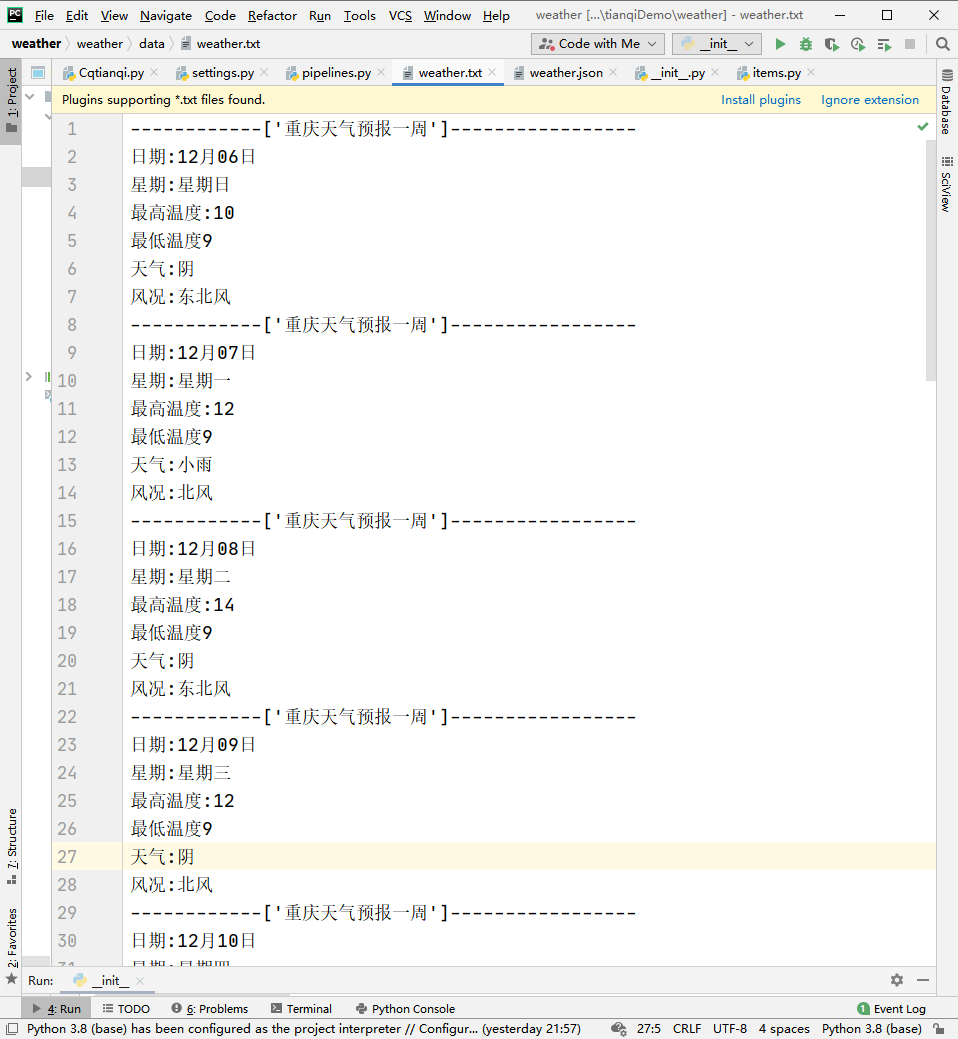 PC File Edit View Navigate Code Refactor Run Tools VCS Window Help weather [...\tianqiDemo\weather] - weather.txt
weather weather data weather.txt Code with Me __init__
Cqtianqi.py settings.py pipelines.py weather.txt weather.json __init__.py items.py
Plugins supporting *.txt files found. Install plugins Ignore extension
1: Project
Database
SciView
1 ------------['重庆天气预报一周']-----------------
2 日期:12月06日
3 星期:星期日
4 最高温度:10
5 最低温度9
6 天气:阴
7 风况:东北风
8 ------------['重庆天气预报一周']-----------------
9 日期:12月07日
10 星期:星期一
11 最高温度:12
12 最低温度9
13 天气:小雨
14 风况:北风
15 ------------['重庆天气预报一周']-----------------
16 日期:12月08日
17 星期:星期二
18 最高温度:14
19 最低温度9
20 天气:阴
21 风况:东北风
22 ------------['重庆天气预报一周']-----------------
23 日期:12月09日
24 星期:星期三
25 最高温度:12
26 最低温度9
27 天气:阴
28 风况:北风
29 ------------['重庆天气预报一周']-----------------
30 日期:12月10日
31 星期:星期四
7: Structure
2: Favorites
Run: __init__
4: Run TODO 6: Problems Terminal Python Console 1 Event Log
Python 3.8 (base) has been configured as the project interpreter // Configur... (yesterday 21:57) 27:5 CRLF UTF-8 4 spaces Python 3.8 (base)